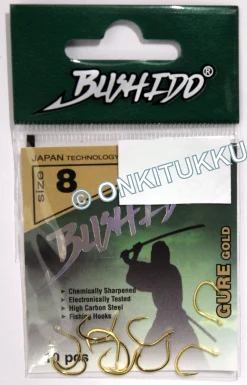 BUSHIDO®
JAPAN TECHNOLOGY
size 8
© ONKITUKKU
BUSHIDO
Chemically Sharpened
Electronically Tested
High Carbon Steel
Fishing Hooks
GURE GOLD
10 pcs